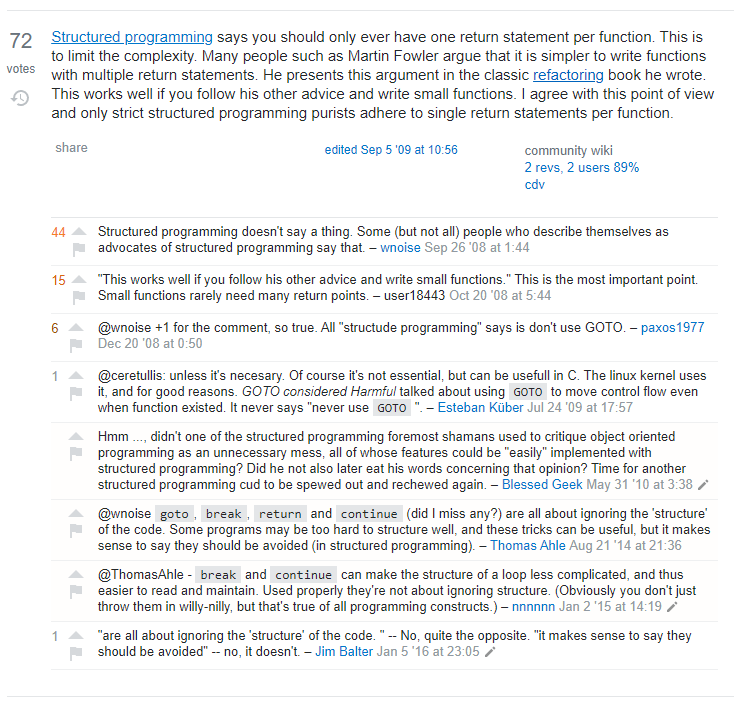 72
votes
Structured programming says you should only ever have one return statement per function. This is
to limit the complexity. Many people such as Martin Fowler argue that it is simpler to write functions
with multiple return statements. He presents this argument in the classic refactoring book he wrote.
This works well if you follow his other advice and write small functions. I agree with this point of view
and only strict structured programming purists adhere to single return statements per function.
share
edited Sep 5 '09 at 10:56
community wiki
2 revs, 2 users 89%
cdv
44
Structured programming doesn't say a thing. Some (but not all) people who describe themselves as
advocates of structured programming say that. – wnoise Sep 26 '08 at 1:44
15
"This works well if you follow his other advice and write small functions." This is the most important point.
Small functions rarely need many return points. – user18443 Oct 20 '08 at 5:44
6
@wnoise +1 for the comment, so true. All "structude programming" says is don't use GOTO. – paxos1977
Dec 20 '08 at 0:50
1
@ceretullis: unless it's necesary. Of course it's not essential, but can be usefull in C. The linux kernel uses
it, and for good reasons. GOTO considered Harmful talked about using GOTO to move control flow even
when function existed. It never says "never use GOTO ". – Esteban Küber Jul 24 '09 at 17:57
Hmm ..., didn't one of the structured programming foremost shamans used to critique object oriented
programming as an unnecessary mess, all of whose features could be "easily" implemented with
structured programming? Did he not also later eat his words concerning that opinion? Time for another
structured programming cud to be spewed out and rechewed again. – Blessed Geek May 31 '10 at 3:38
@wnoise goto , break , return and continue (did I miss any?) are all about ignoring the 'structure'
of the code. Some programs may be too hard to structure well, and these tricks can be useful, but it makes
sense to say they should be avoided (in structured programming). – Thomas Ahle Aug 21 '14 at 21:36
@ThomasAhle - break and continue can make the structure of a loop less complicated, and thus
easier to read and maintain. Used properly they're not about ignoring structure. (Obviously you don't just
throw them in willy-nilly, but that's true of all programming constructs.) – nnnnnn Jan 2 '15 at 14:19
1
"are all about ignoring the 'structure' of the code. " -- No, quite the opposite. "it makes sense to say they
should be avoided" -- no, it doesn't. – Jim Balter Jan 5 '16 at 23:05